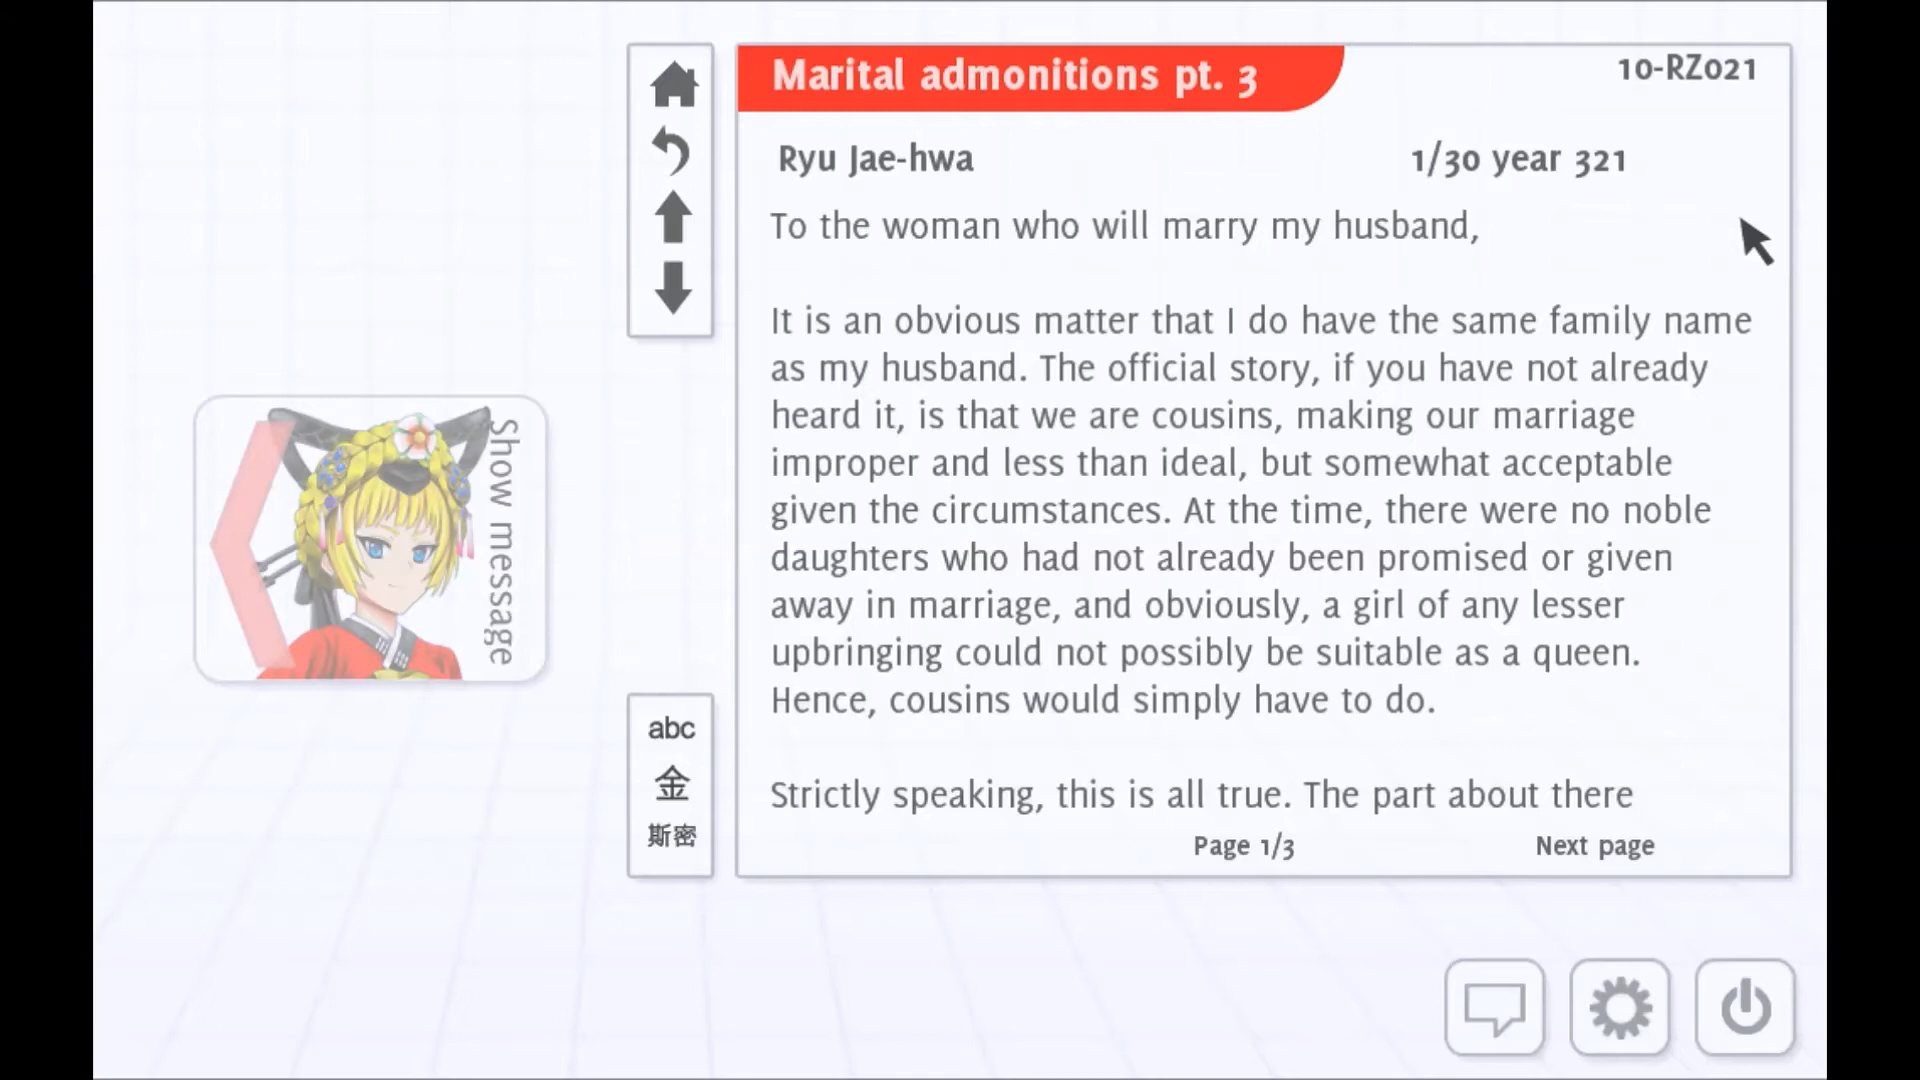 Marital admonitions pt. 3
10-RZ021
Ryu Jae-hwa
1/30 year 321
To the woman who will marry my husband,
It is an obvious matter that I do have the same family name
as my husband. The official story, if you have not already
heard it, is that we are cousins, making our marriage
improper and less than ideal, but somewhat acceptable
given the circumstances. At the time, there were no noble
daughters who had not already been promised or given
away in marriage, and obviously, a girl of any lesser
upbringing could not possibly be suitable as a queen.
Hence, cousins would simply have to do.
Strictly speaking, this is all true. The part about there
Page 1/3
Next page
Show message
abc
金
斯密